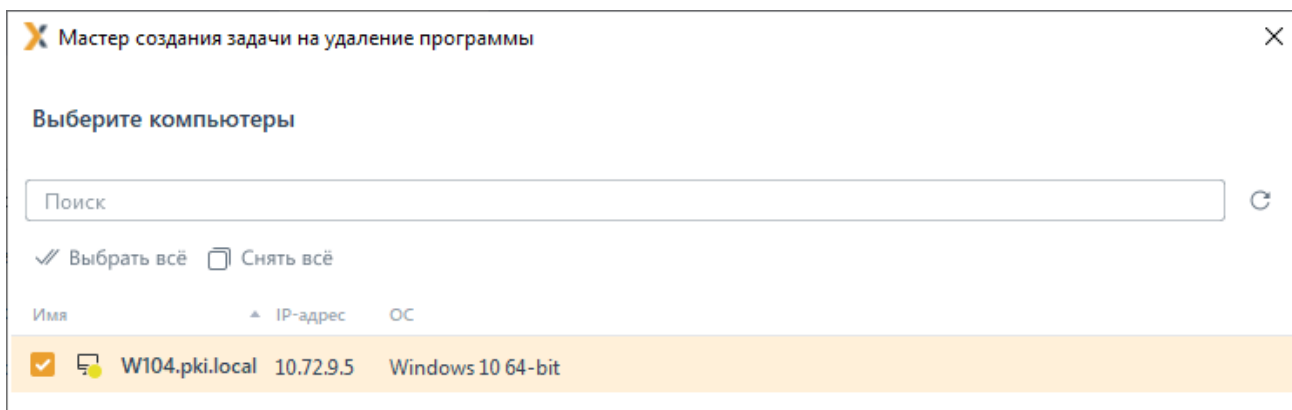 Мастер создания задачи на удаление программы
Выберите компьютеры
Поиск
Выбрать всё Снять всё
Имя IP-адрес ОС
W104.pki.local 10.72.9.5 Windows 10 64-bit